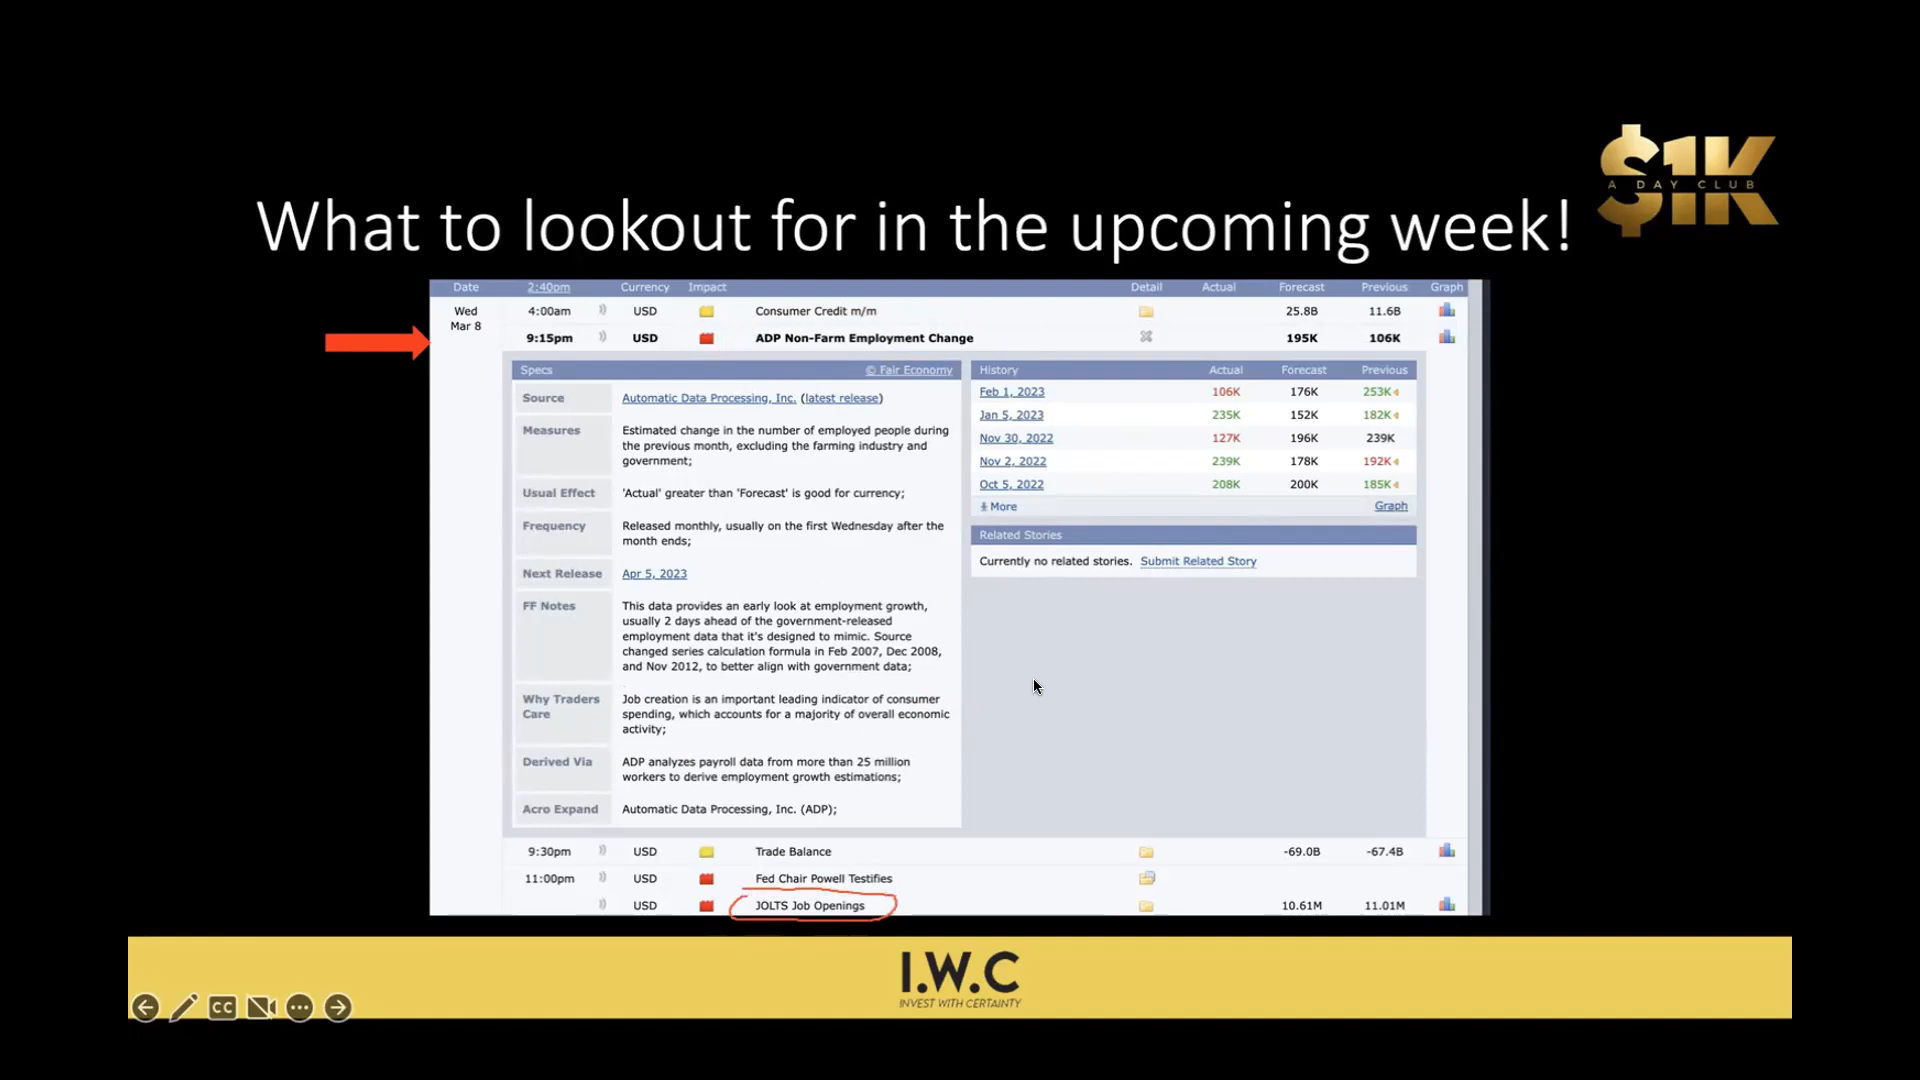 $1K
A DAY CLUB
What to lookout for in the upcoming week!
Date 2:40pm Currency Impact Detail Actual Forecast Previous Graph
Wed 4:00am USD Consumer Credit m/m 25.8B 11.6B
Mar 8
9:15pm USD ADP Non-Farm Employment Change 195K 106K
Specs © Fair Economy
Source Automatic Data Processing, Inc. (latest release)
Measures Estimated change in the number of employed people during
the previous month, excluding the farming industry and
government;
Usual Effect 'Actual' greater than 'Forecast' is good for currency;
Frequency Released monthly, usually on the first Wednesday after the
month ends;
Next Release Apr 5, 2023
FF Notes This data provides an early look at employment growth,
usually 2 days ahead of the government-released
employment data that it's designed to mimic. Source
changed series calculation formula in Feb 2007, Dec 2008,
and Nov 2012, to better align with government data;
Why Traders Job creation is an important leading indicator of consumer
Care spending, which accounts for a majority of overall economic
activity;
Derived Via ADP analyzes payroll data from more than 25 million
workers to derive employment growth estimations;
Acro Expand Automatic Data Processing, Inc. (ADP);
History Actual Forecast Previous
Feb 1, 2023 106K 176K 253K
Jan 5, 2023 235K 152K 182K
Nov 30, 2022 127K 196K 239K
Nov 2, 2022 239K 178K 192K
Oct 5, 2022 208K 200K 185K
More Graph
Related Stories
Currently no related stories. Submit Related Story
9:30pm USD Trade Balance -69.0B -67.4B
11:00pm USD Fed Chair Powell Testifies
USD JOLTS Job Openings 10.61M 11.01M
I.W.C
INVEST WITH CERTAINTY
CC